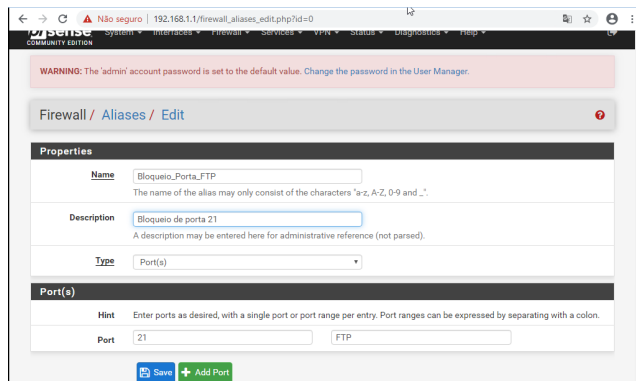 Não seguro | 192.168.1.1/firewall_aliases_edit.php?id=0
sense System Interfaces Firewall Services VPN Status Diagnostics Help
COMMUNITY EDITION
WARNING: The 'admin' account password is set to the default value. Change the password in the User Manager.
Firewall / Aliases / Edit
Properties
Name Bloqueio_Porta_FTP
The name of the alias may only consist of the characters "a-z, A-Z, 0-9 and _".
Description Bloqueio de porta 21
A description may be entered here for administrative reference (not parsed).
Type Port(s)
Port(s)
Hint Enter ports as desired, with a single port or port range per entry. Port ranges can be expressed by separating with a colon.
Port 21 FTP
Save Add Port